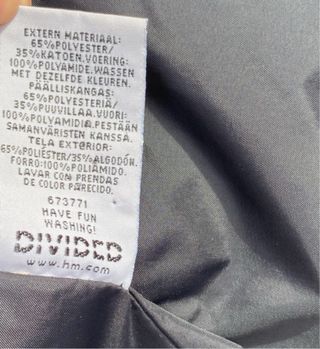 EXTERN MATERIAAL:
65%POLYESTER/
35%KATOEN.VOERING:
100%POLYAMIDE.WASSEN
MET DEZELFDE KLEUREN.
PÄÄLLISKANGAS:
65%POLYESTERIÄ/
35%PUUVILLAA.VUORI:
100%POLYAMIDIA.PESTÄÄN
SAMANVÄRISTEN KANSSA.
TELA EXTERIOR:
65%POLIÉSTER/35%ALGODÓN.
FORRO:100%POLIAMIDO.
LAVAR CON PRENDAS
DE COLOR PARECIDO.
673771
HAVE FUN
WASHING!
DIVIDED
www.hm.com